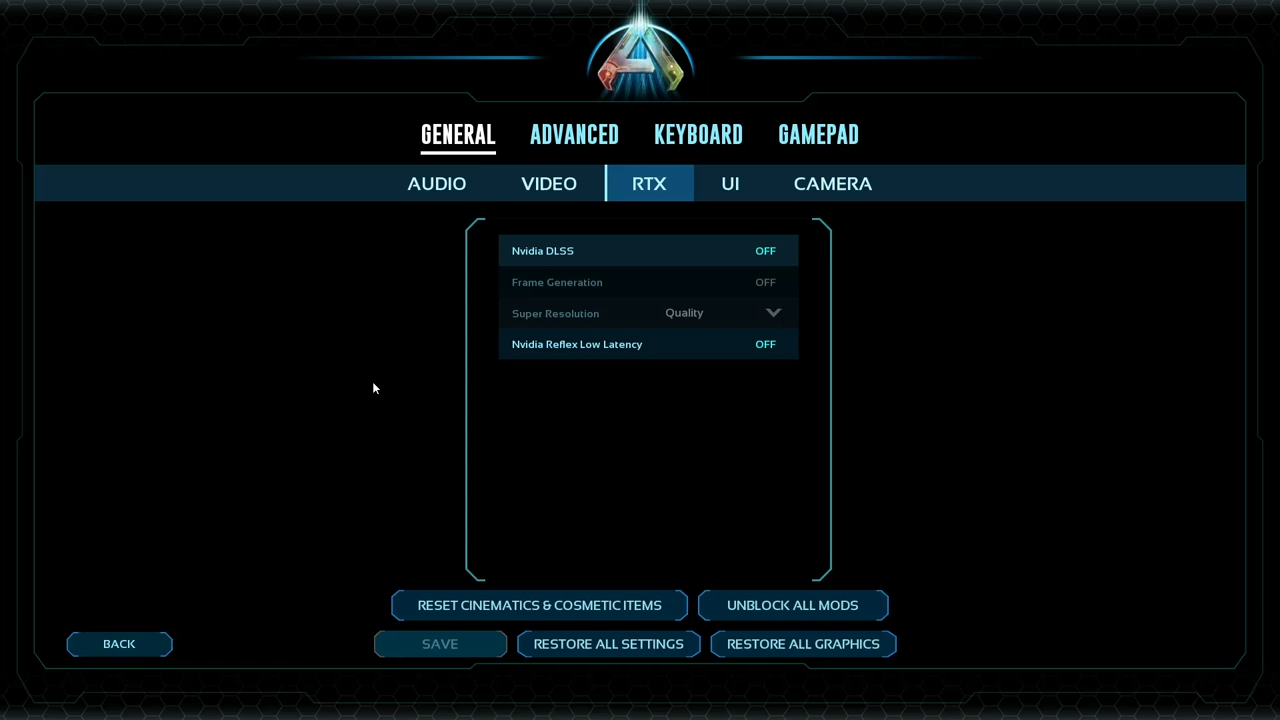 GENERAL ADVANCED KEYBOARD GAMEPAD
AUDIO VIDEO RTX UI CAMERA
Nvidia DLSS OFF
Frame Generation OFF
Super Resolution Quality
Nvidia Reflex Low Latency OFF
RESET CINEMATICS & COSMETIC ITEMS UNBLOCK ALL MODS
BACK SAVE RESTORE ALL SETTINGS RESTORE ALL GRAPHICS